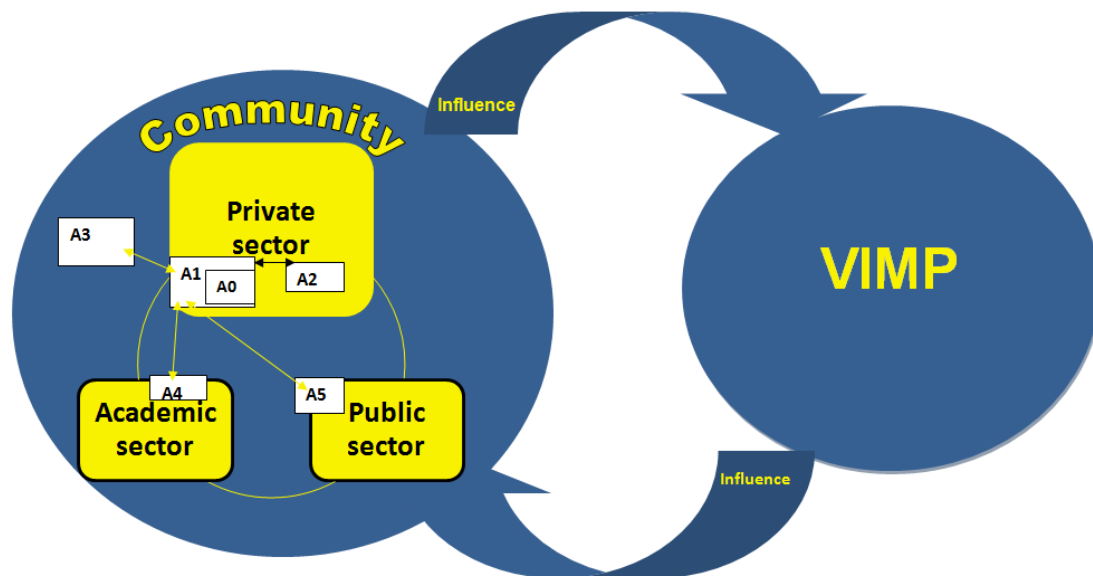 Influence
Community
Private
sector
A3
A1
A0
A2
A4
A5
Academic
sector
Public
sector
VIMP
Influence